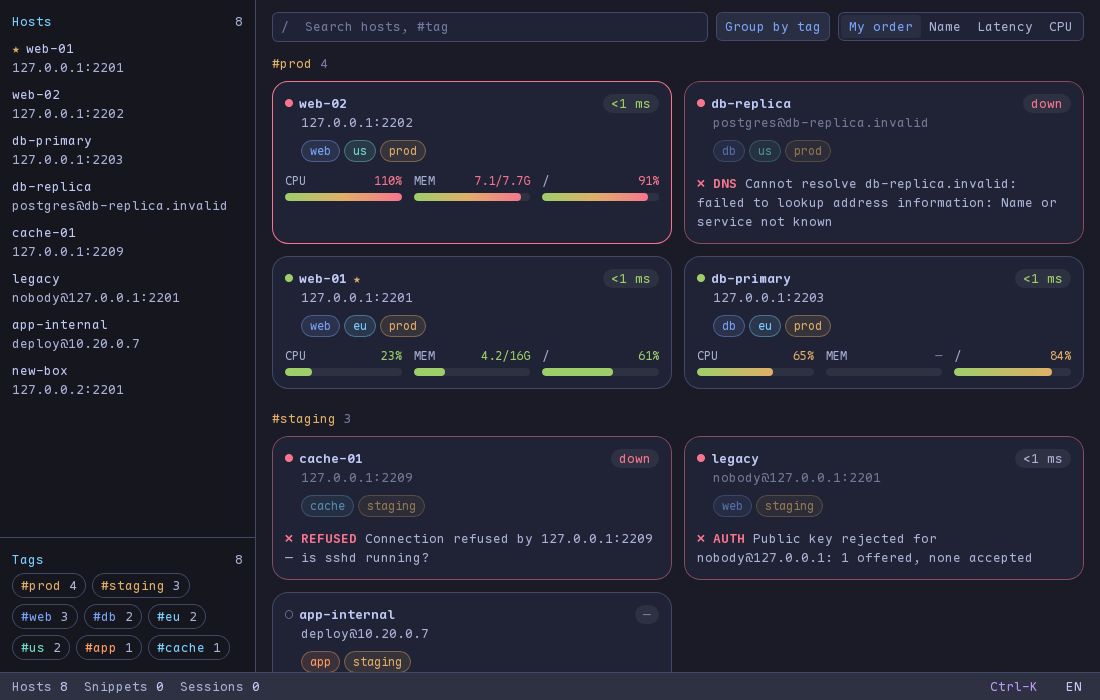 Hosts 8
★ web-01
127.0.0.1:2201
web-02
127.0.0.1:2202
db-primary
127.0.0.1:2203
db-replica
postgres@db-replica.invalid
cache-01
127.0.0.1:2209
legacy
nobody@127.0.0.1:2201
app-internal
deploy@10.20.0.7
new-box
127.0.0.2:2201
Tags 8
#prod 4 #staging 3
#web 3 #db 2 #eu 2
#us 2 #app 1 #cache 1
/ Search hosts, #tag
Group by tag
My order Name Latency CPU
#prod 4
web-02 <1 ms
127.0.0.1:2202
web us prod
CPU 110% MEM 7.1/7.7G / 91%
db-replica down
postgres@db-replica.invalid
db us prod
× DNS Cannot resolve db-replica.invalid:
failed to lookup address information: Name or
service not known
web-01 ★ <1 ms
127.0.0.1:2201
web eu prod
CPU 23% MEM 4.2/16G / 61%
db-primary <1 ms
127.0.0.1:2203
db eu prod
CPU 65% MEM — / 84%
#staging 3
cache-01 down
127.0.0.1:2209
cache staging
× REFUSED Connection refused by 127.0.0.1:2209
— is sshd running?
legacy <1 ms
nobody@127.0.0.1:2201
web staging
× AUTH Public key rejected for
nobody@127.0.0.1: 1 offered, none accepted
app-internal —
deploy@10.20.0.7
app staging
Hosts 8 Snippets 0 Sessions 0 Ctrl-K EN